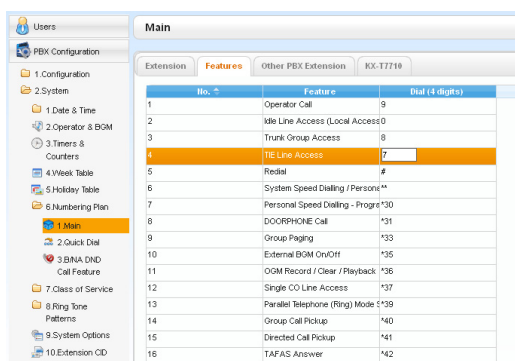 Users
PBX Configuration
1.Configuration
2.System
1.Date & Time
2.Operator & BGM
3.Timers &
Counters
4.Week Table
5.Holiday Table
6.Numbering Plan
1.Main
2.Quick Dial
3.B/NA DND
Call Feature
7.Class of Service
8.Ring Tone
Patterns
9.System Options
10.Extension CID
Main
Extension Features Other PBX Extension KX-T7710
No. Feature Dial (4 digits)
1 Operator Call 9
2 Idle Line Access (Local Access 0
3 Trunk Group Access 8
4 TIE Line Access 7
5 Redial #
6 System Speed Dialling / Persona **
7 Personal Speed Dialling - Progra *30
8 DOORPHONE Call *31
9 Group Paging *33
10 External BGM On/Off *35
11 OGM Record / Clear / Playback *36
12 Single CO Line Access *37
13 Parallel Telephone (Ring) Mode S *39
14 Group Call Pickup *40
15 Directed Call Pickup *41
16 TAFAS Answer *42